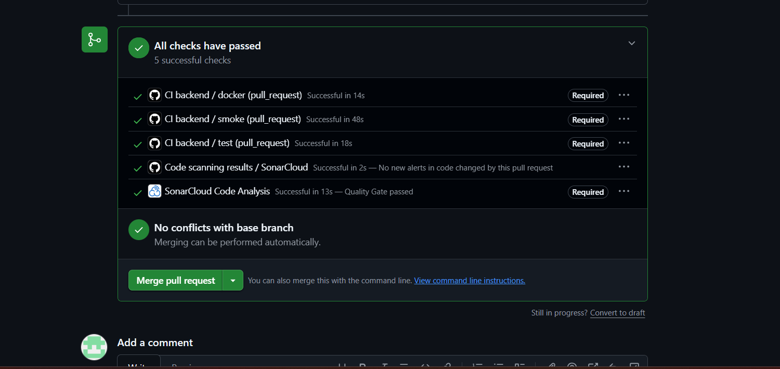 All checks have passed
5 successful checks
CI backend / docker (pull_request) Successful in 14s Required
CI backend / smoke (pull_request) Successful in 48s Required
CI backend / test (pull_request) Successful in 18s Required
Code scanning results / SonarCloud Successful in 2s — No new alerts in code changed by this pull request
SonarCloud Code Analysis Successful in 13s — Quality Gate passed Required
No conflicts with base branch
Merging can be performed automatically.
Merge pull request You can also merge this with the command line. View command line instructions.
Still in progress? Convert to draft
Add a comment